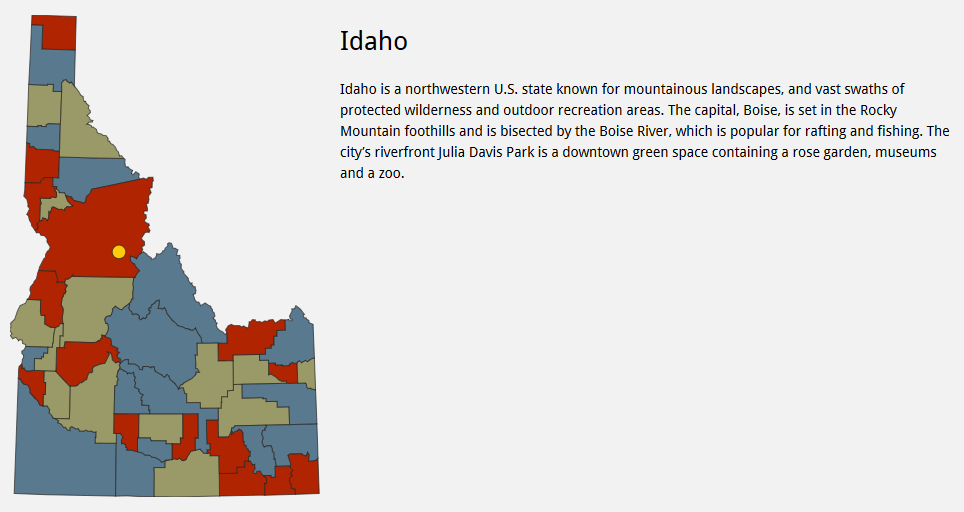 Idaho
Idaho is a northwestern U.S. state known for mountainous landscapes, and vast swaths of
protected wilderness and outdoor recreation areas. The capital, Boise, is set in the Rocky
Mountain foothills and is bisected by the Boise River, which is popular for rafting and fishing. The
city's riverfront Julia Davis Park is a downtown green space containing a rose garden, museums
and a zoo.